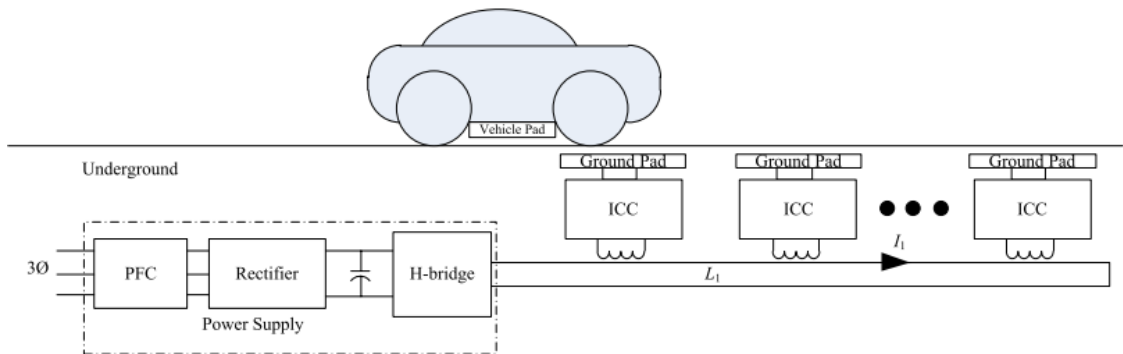 Vehicle Pad
Underground
Ground Pad
Ground Pad
Ground Pad
ICC
ICC
ICC
I1
3Ø
PFC
Rectifier
H-bridge
L1
Power Supply